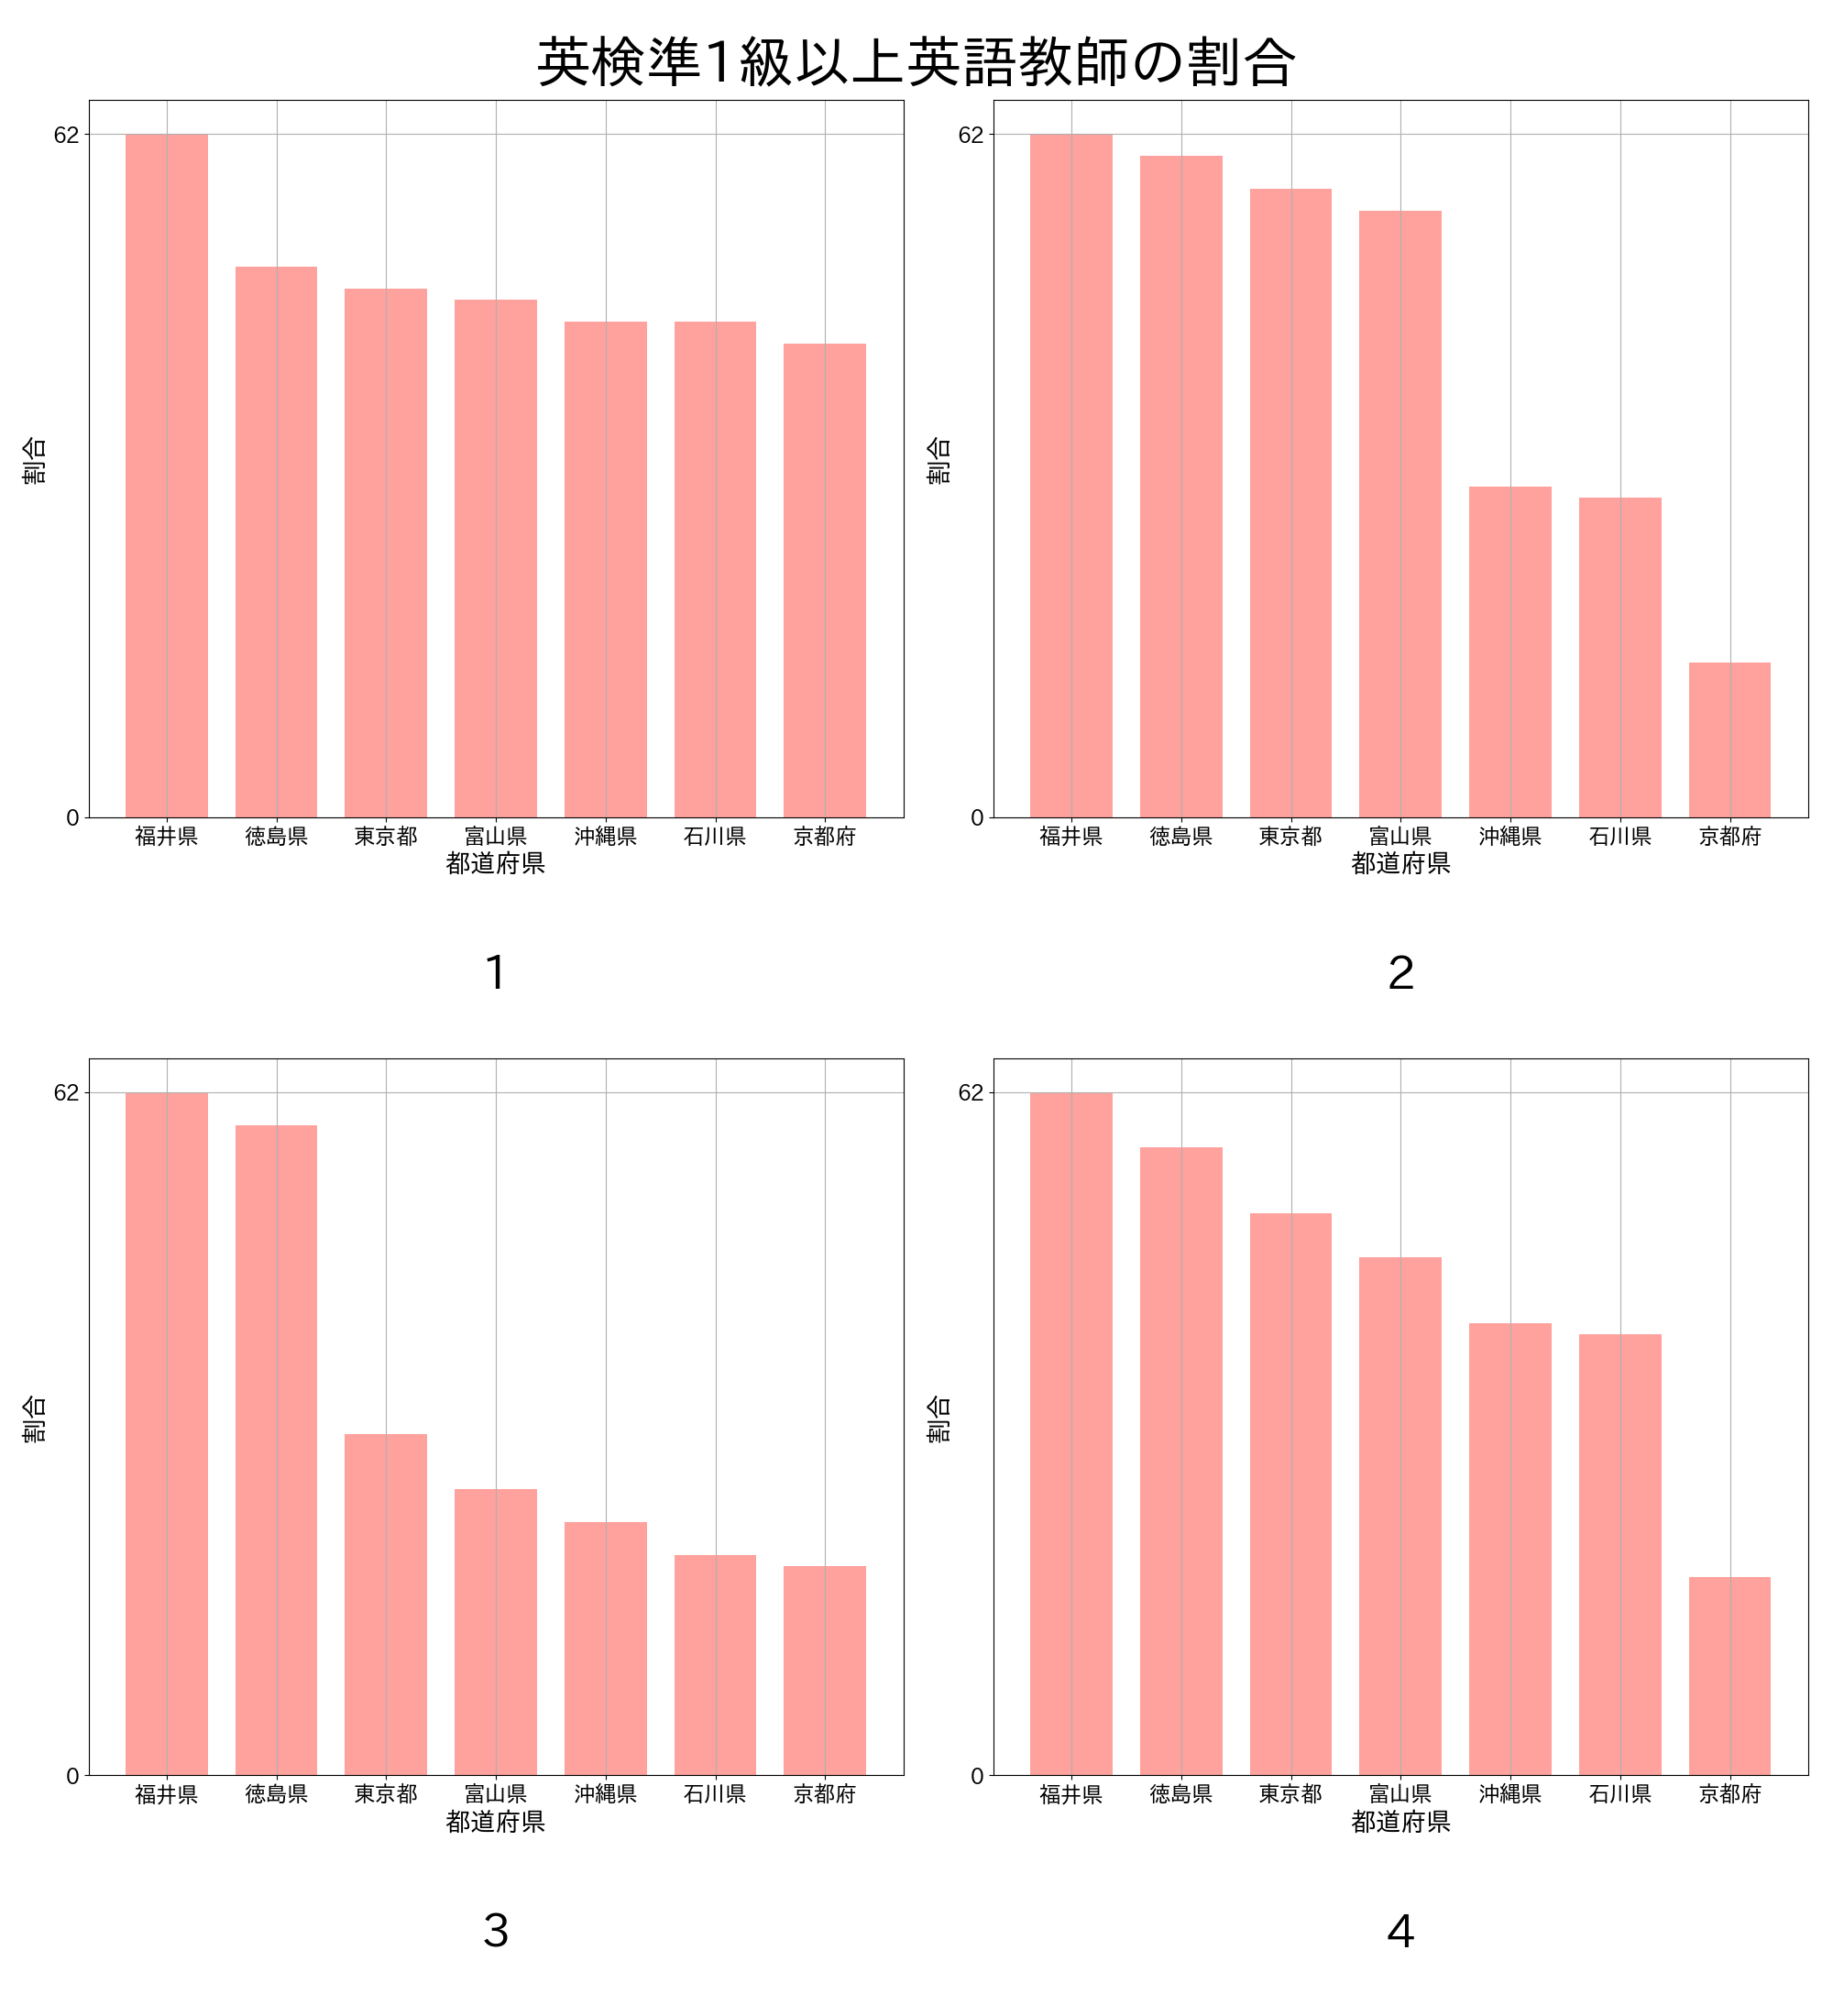 英検準1級以上英語教師の割合
62
割合
0
福井県 徳島県 東京都 富山県 沖縄県 石川県 京都府
都道府県
1
62
割合
0
福井県 徳島県 東京都 富山県 沖縄県 石川県 京都府
都道府県
2
62
割合
0
福井県 徳島県 東京都 富山県 沖縄県 石川県 京都府
都道府県
3
62
割合
0
福井県 徳島県 東京都 富山県 沖縄県 石川県 京都府
都道府県
4